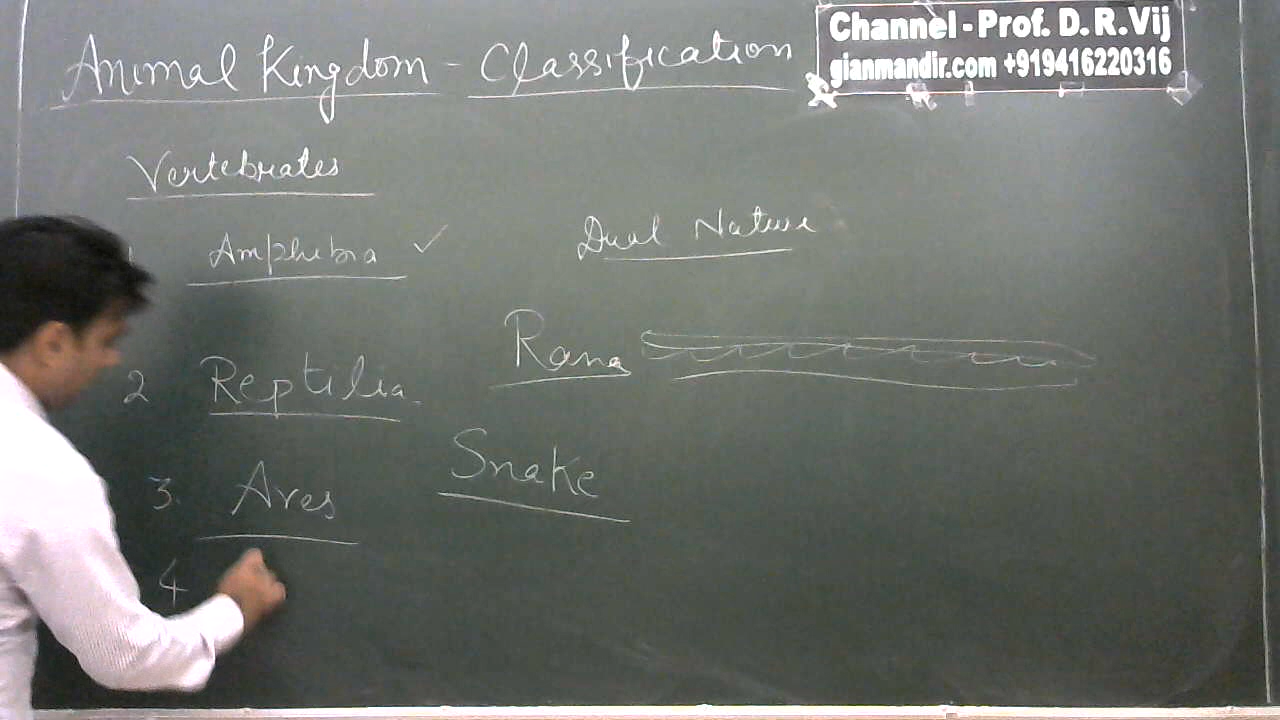 Channel - Prof. D. R. Vij
gianmandir.com +919416220316
Animal Kingdom - Classification
Vertebrates
Amphibia ✓
Dual Nature
Rana
2 Reptilia
Snake
3. Aves
4